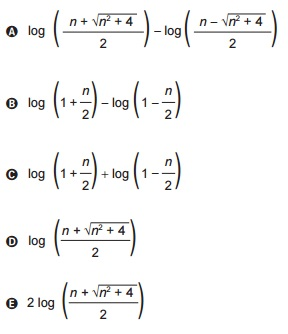 A log ( (n + √(n² + 4)) / 2 ) – log ( (n – √(n² + 4)) / 2 )
B log (1 + n/2) – log (1 – n/2)
C log (1 + n/2) + log (1 – n/2)
D log ( (n + √(n² + 4)) / 2 )
E 2 log ( (n + √(n² + 4)) / 2 )